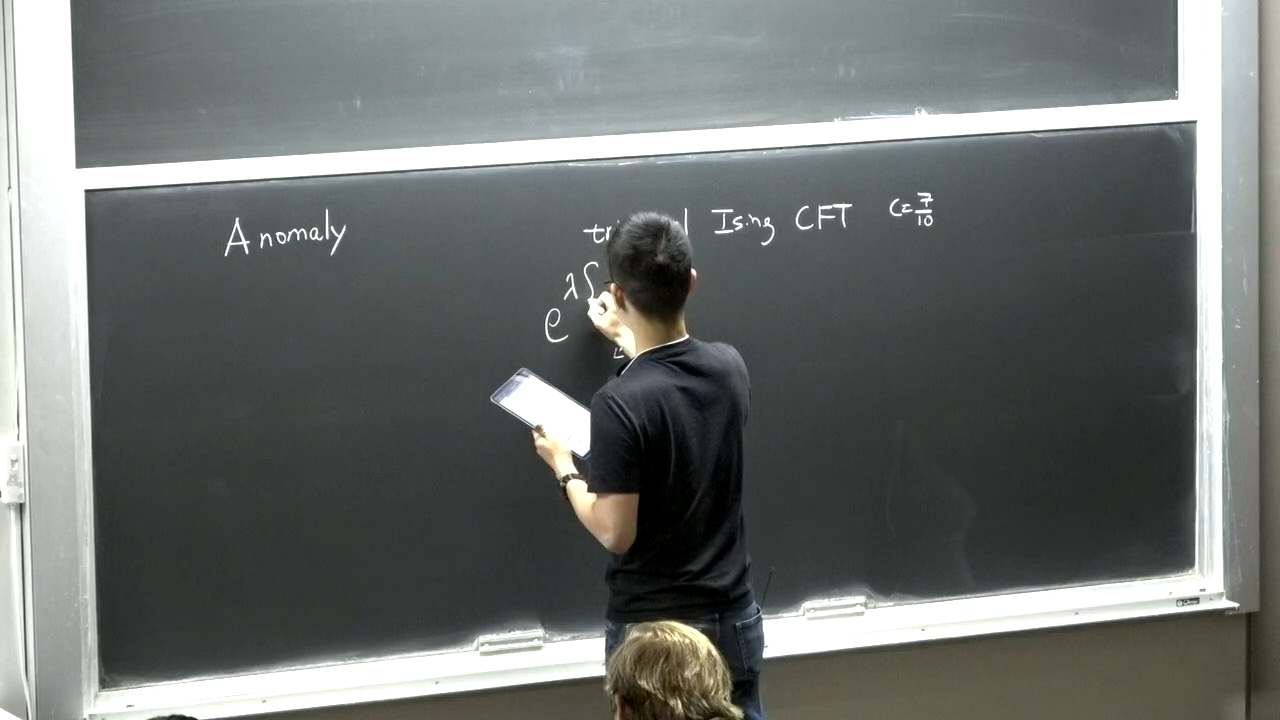 Anomaly
Ising CFT c = 7/10
e^{λ∫